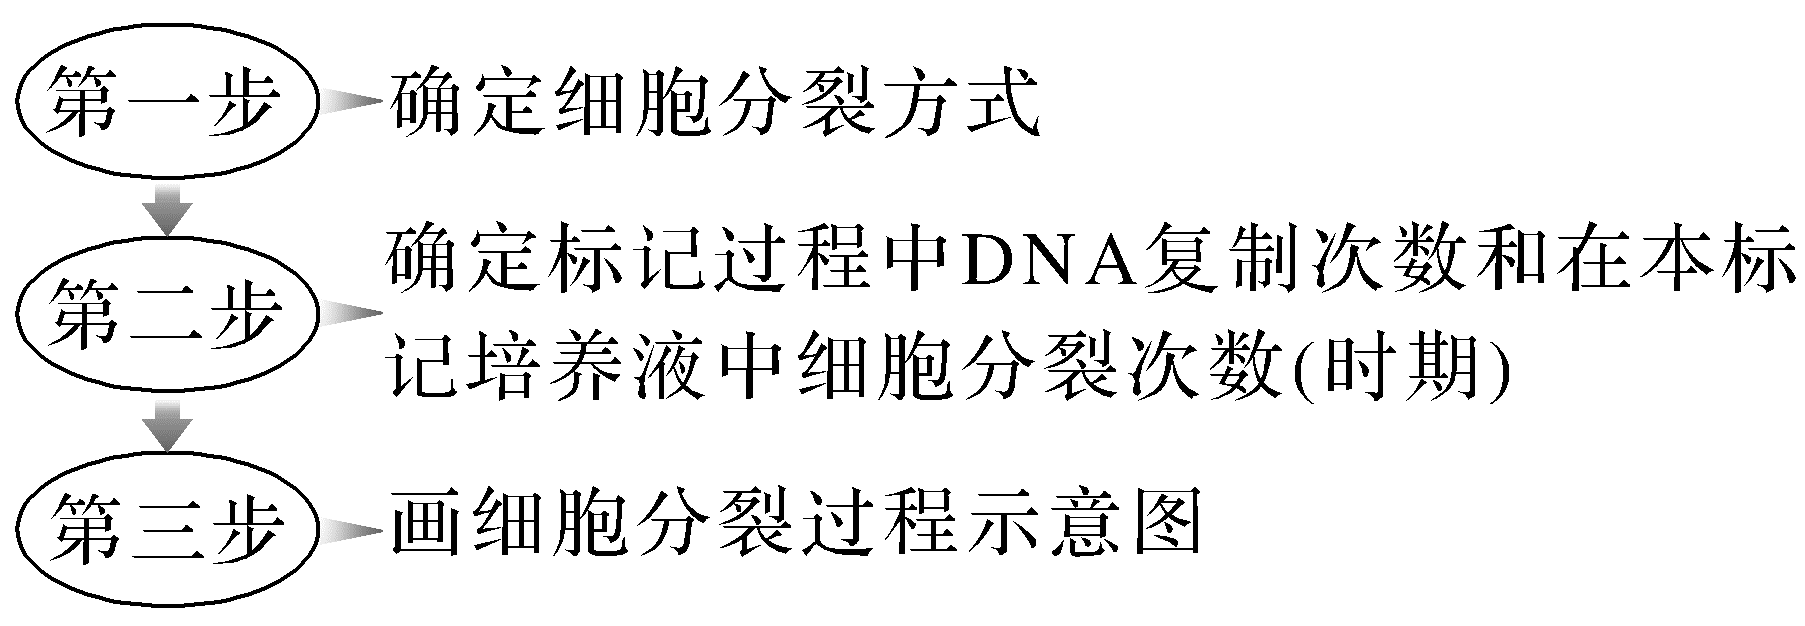 第一步 确定细胞分裂方式
第二步 确定标记过程中DNA复制次数和在本标
记培养液中细胞分裂次数(时期)
第三步 画细胞分裂过程示意图